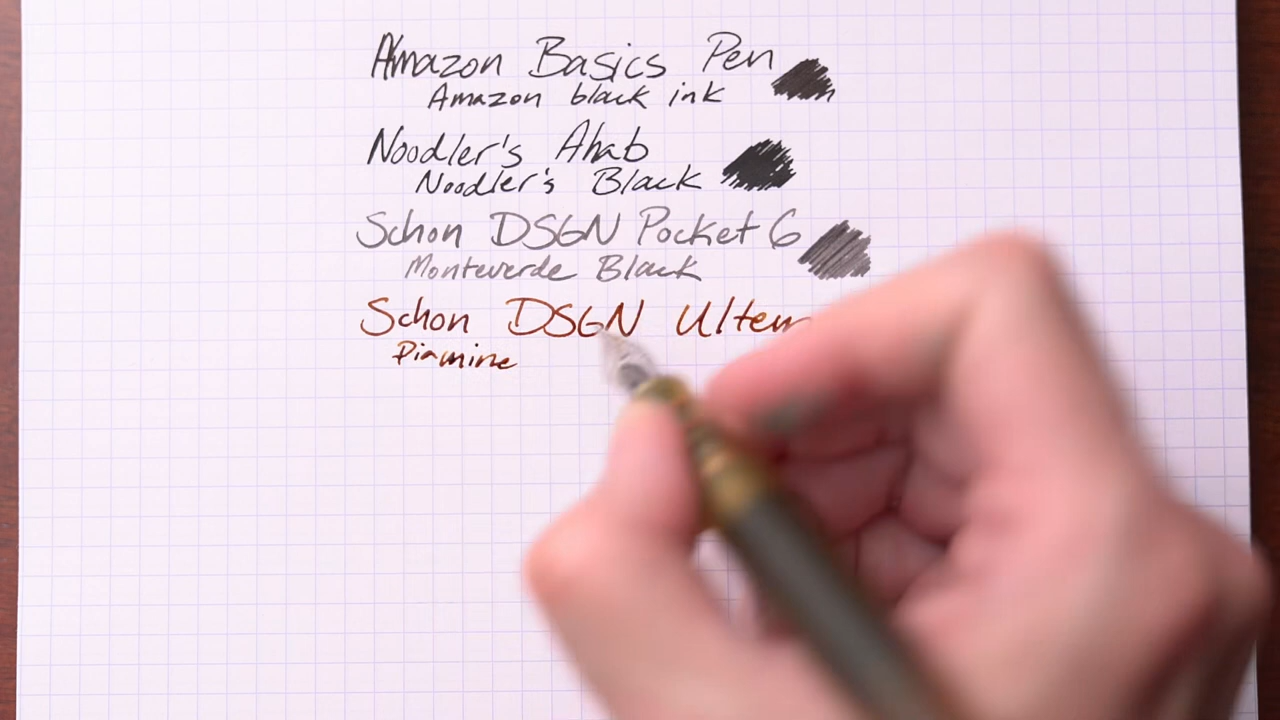 Amazon Basics Pen
Amazon black ink
Noodler's Ahab
Noodler's Black
Schon DSGN Pocket 6
Monteverde Black
Schon DSGN Ultem
Diamine